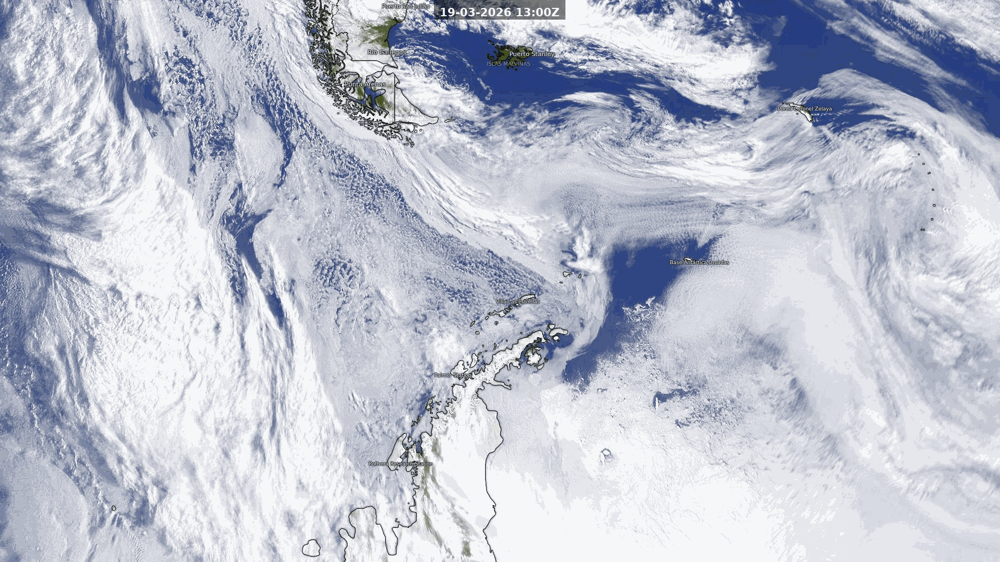 Puerto San Julián
19-03-2026 13:00Z
Río Gallegos
Puerto Stanley
ISLAS MALVINAS
Punta Arenas
Punta Coronel Zelaya
Base Antártica Orcadas
Villa Las Estrellas
Palmer Station
Rothera Research Station